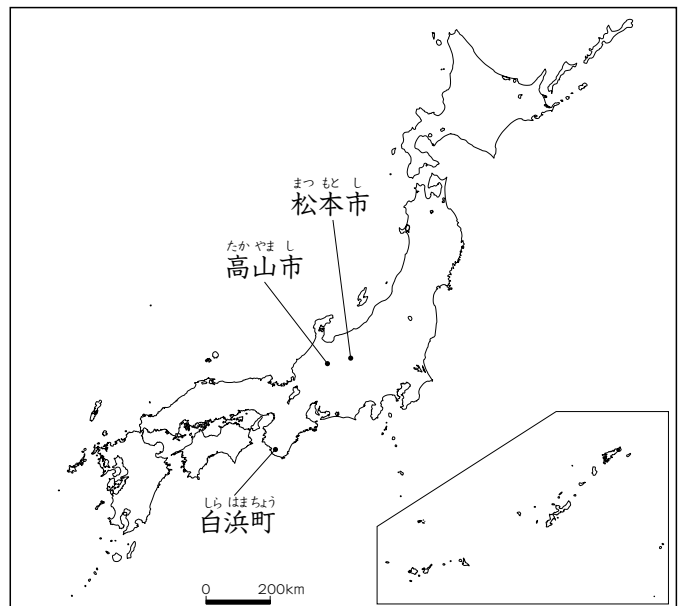 まつ もと し
松本市
たか やま し
高山市
しら はま ちょう
白浜町
0 200km